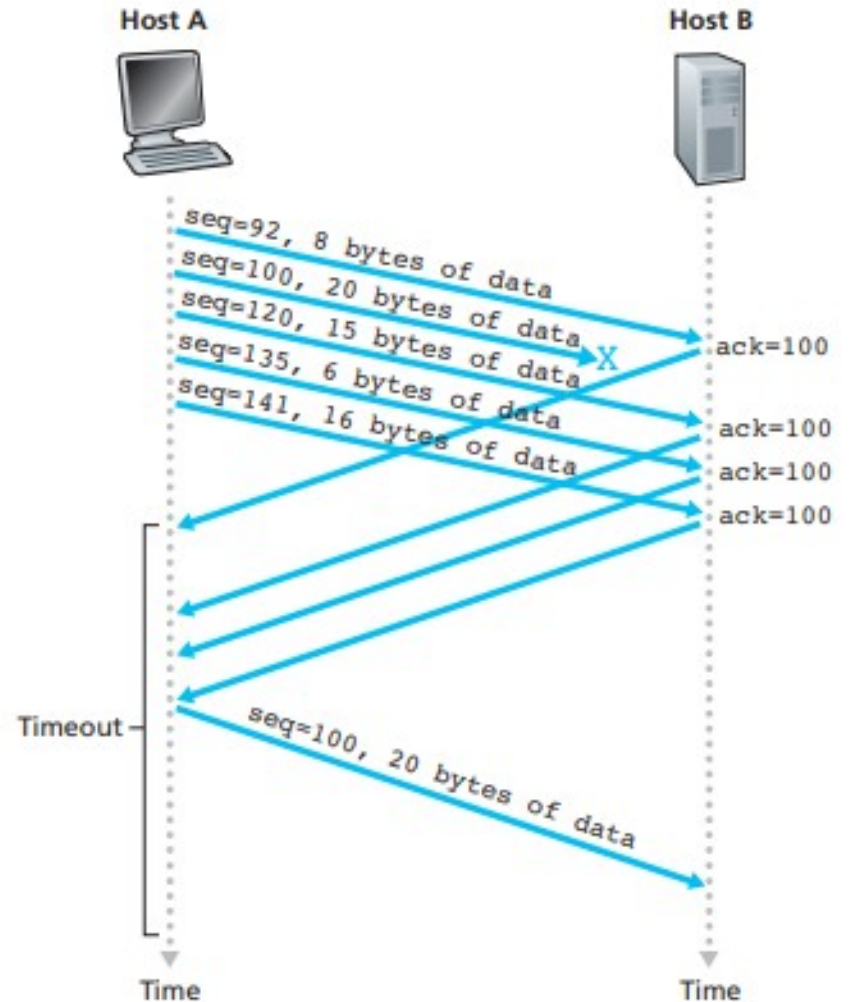 Host A
Host B
seq=92, 8 bytes of data
seq=100, 20 bytes of data
X
seq=120, 15 bytes of data
seq=135, 6 bytes of data
seq=141, 16 bytes of data
ack=100
ack=100
ack=100
ack=100
Timeout
seq=100, 20 bytes of data
Time
Time